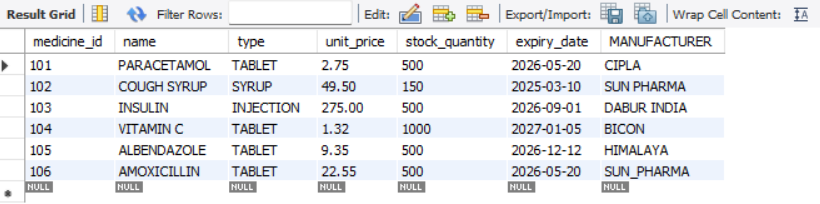 Result Grid Filter Rows: Edit: Export/Import: Wrap Cell Content: IA
medicine_id name type unit_price stock_quantity expiry_date MANUFACTURER
101 PARACETAMOL TABLET 2.75 500 2026-05-20 CIPLA
102 COUGH SYRUP SYRUP 49.50 150 2025-03-10 SUN PHARMA
103 INSULIN INJECTION 275.00 500 2026-09-01 DABUR INDIA
104 VITAMIN C TABLET 1.32 1000 2027-01-05 BICON
105 ALBENDAZOLE TABLET 9.35 500 2026-12-12 HIMALAYA
106 AMOXICILLIN TABLET 22.55 500 2026-05-20 SUN_PHARMA
NULL NULL NULL NULL NULL NULL NULL